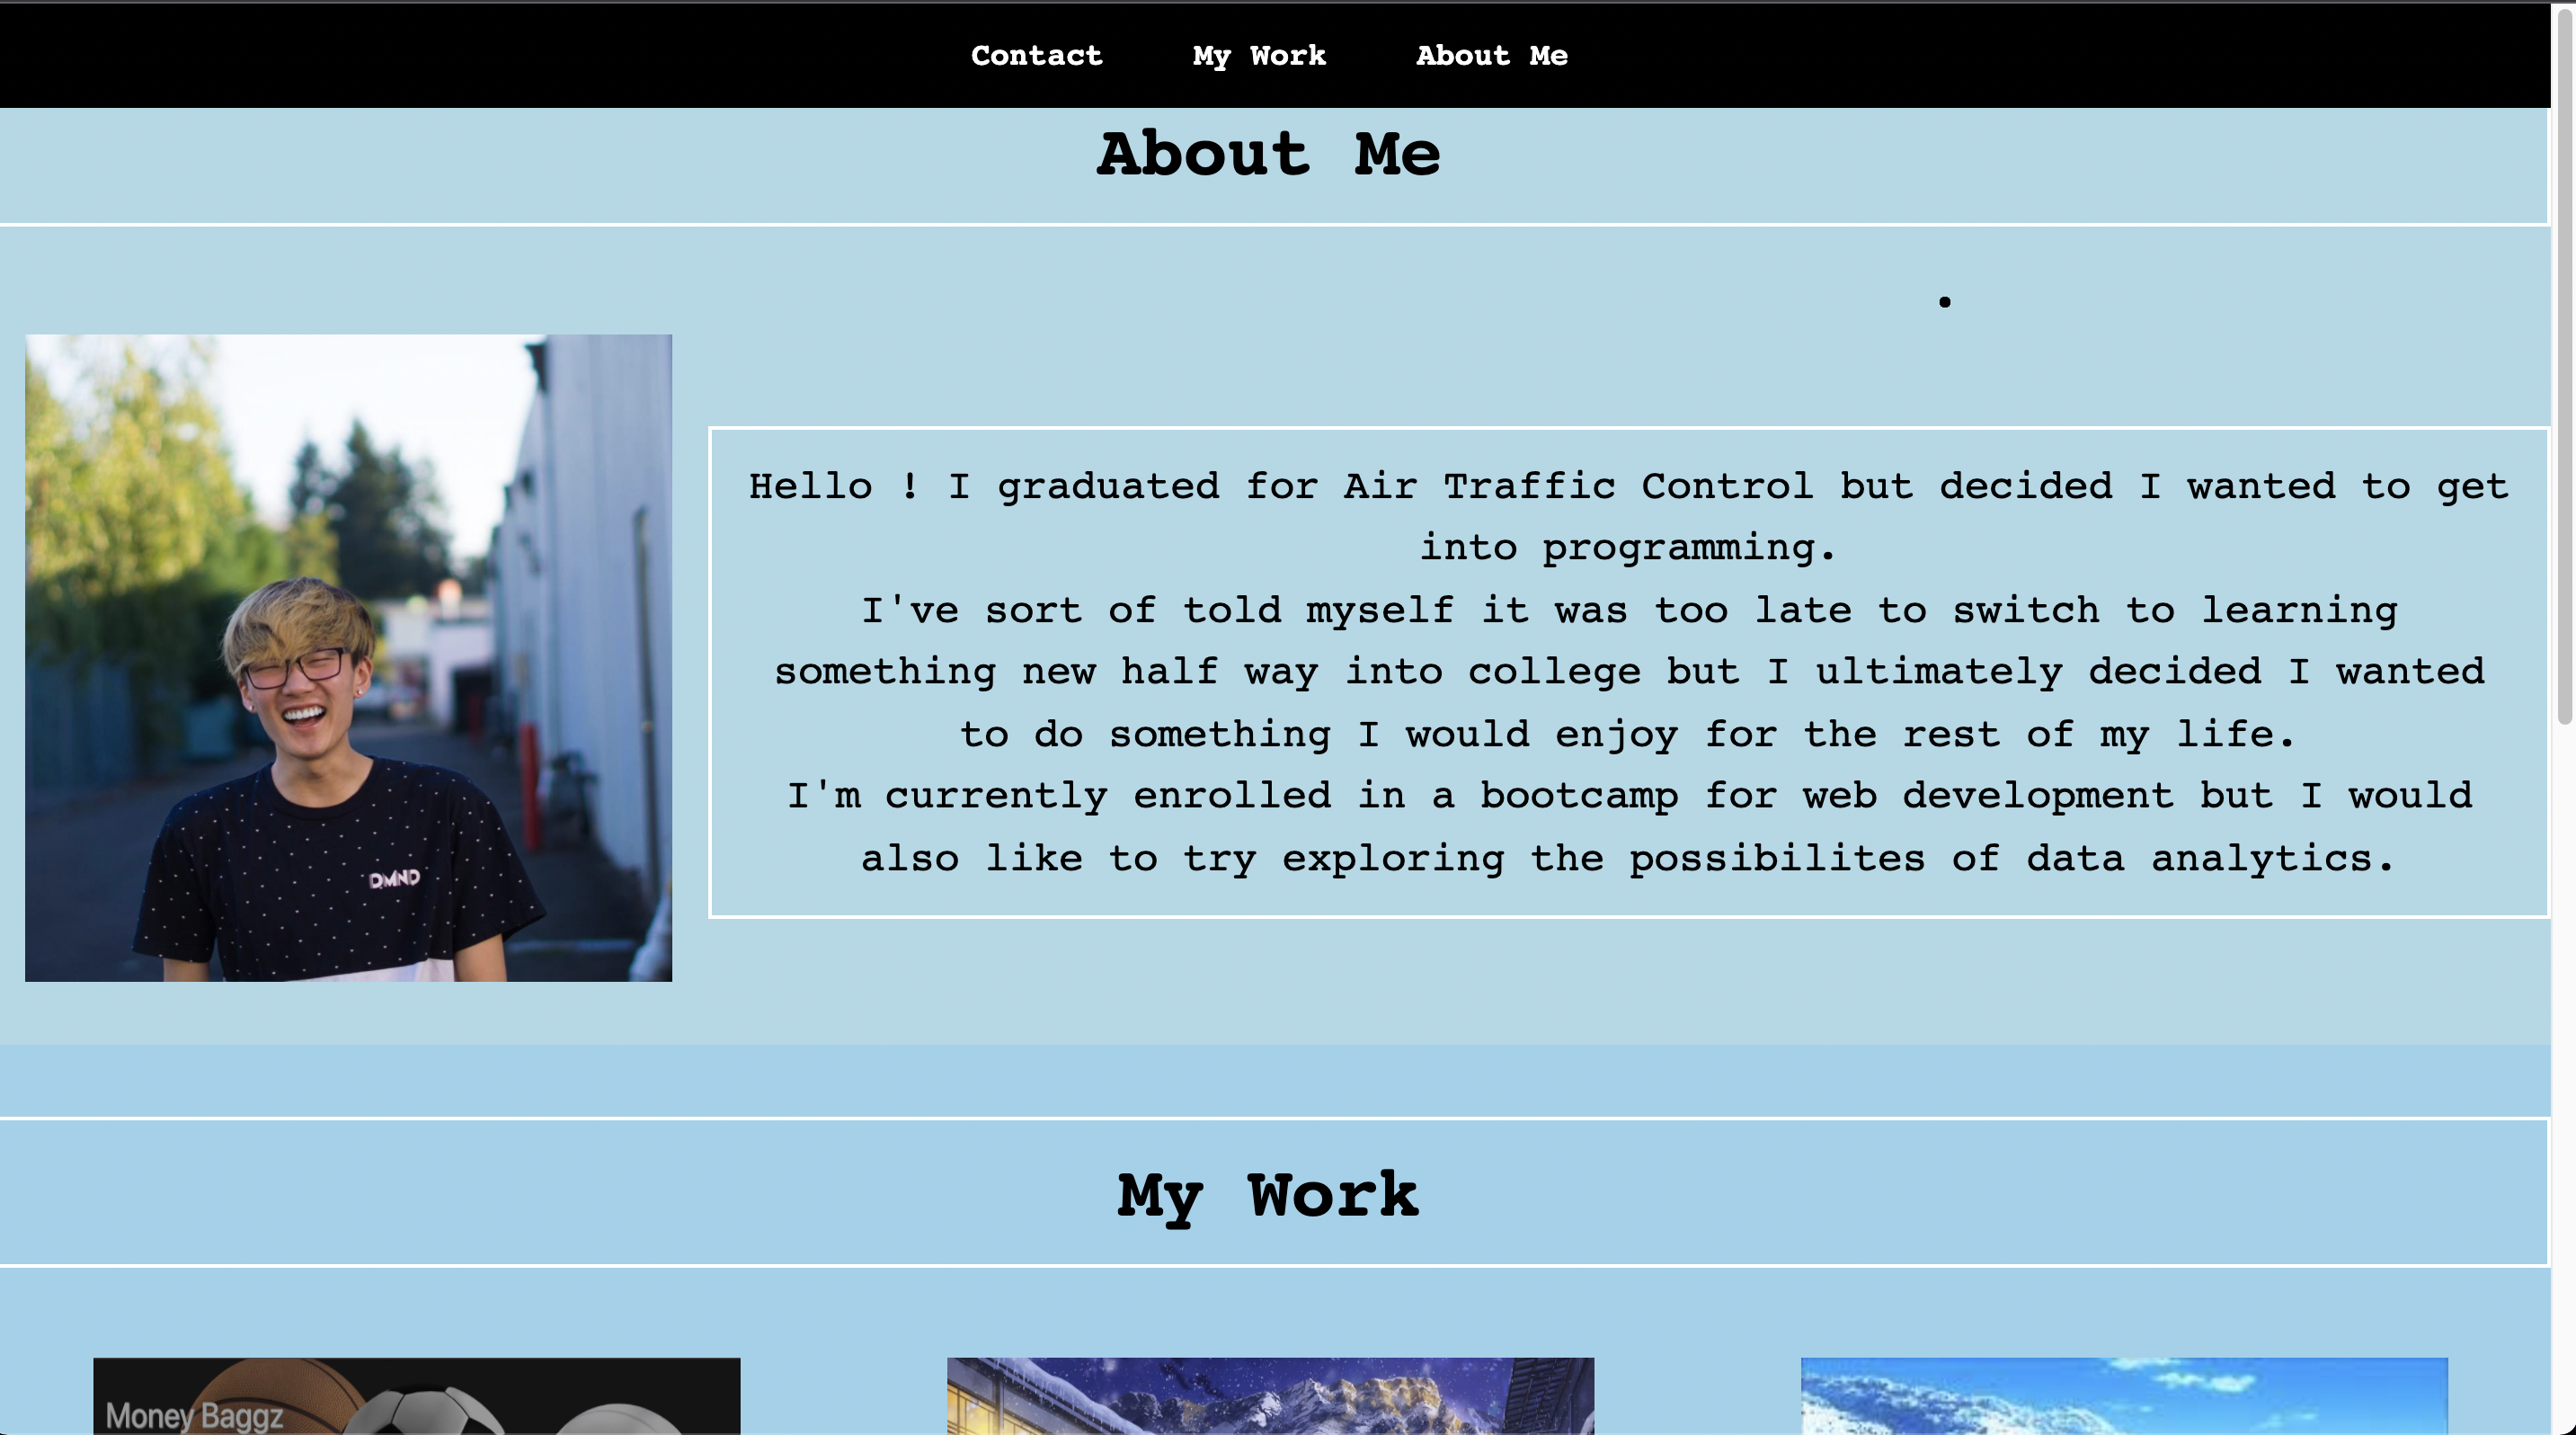 Contact My Work About Me
About Me
.
Hello ! I graduated for Air Traffic Control but decided I wanted to get
into programming.
I've sort of told myself it was too late to switch to learning
something new half way into college but I ultimately decided I wanted
to do something I would enjoy for the rest of my life.
I'm currently enrolled in a bootcamp for web development but I would
also like to try exploring the possibilites of data analytics.
DMND
My Work
Money Baggz